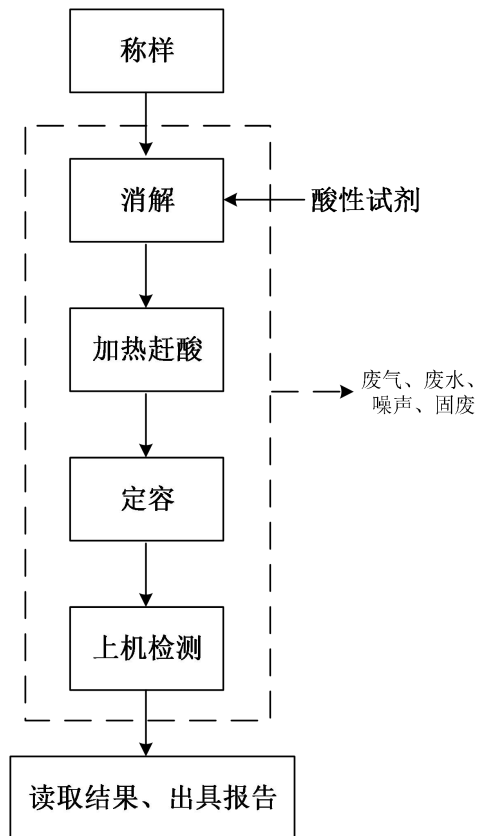 称样
消解
酸性试剂
加热赶酸
废气、废水、
噪声、固废
定容
上机检测
读取结果、出具报告